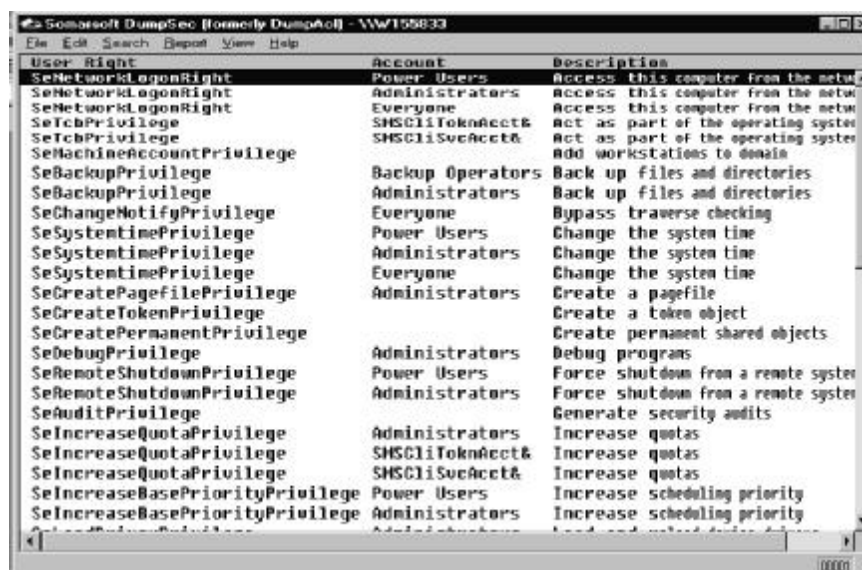 Somarsoft DumpSec (formerly DumpAcl) - \\W155833
File Edit Search Report View Help
User Right Account Description
SeNetworkLogonRight Power Users Access this computer from the netwo
SeNetworkLogonRight Administrators Access this computer from the netwo
SeNetworkLogonRight Everyone Access this computer from the netwo
SeTcbPrivilege SMSCliToknAcct& Act as part of the operating system
SeTcbPrivilege SMSCliSvcAcct& Act as part of the operating system
SeMachineAccountPrivilege Add workstations to domain
SeBackupPrivilege Backup Operators Back up files and directories
SeBackupPrivilege Administrators Back up files and directories
SeChangeNotifyPrivilege Everyone Bypass traverse checking
SeSystemtimePrivilege Power Users Change the system time
SeSystemtimePrivilege Administrators Change the system time
SeSystemtimePrivilege Everyone Change the system time
SeCreatePagefilePrivilege Administrators Create a pagefile
SeCreateTokenPrivilege Create a token object
SeCreatePermanentPrivilege Create permanent shared objects
SeDebugPrivilege Administrators Debug programs
SeRemoteShutdownPrivilege Power Users Force shutdown from a remote system
SeRemoteShutdownPrivilege Administrators Force shutdown from a remote system
SeAuditPrivilege Generate security audits
SeIncreaseQuotaPrivilege Administrators Increase quotas
SeIncreaseQuotaPrivilege SMSCliToknAcct& Increase quotas
SeIncreaseQuotaPrivilege SMSCliSvcAcct& Increase quotas
SeIncreaseBasePriorityPrivilege Power Users Increase scheduling priority
SeIncreaseBasePriorityPrivilege Administrators Increase scheduling priority
00001